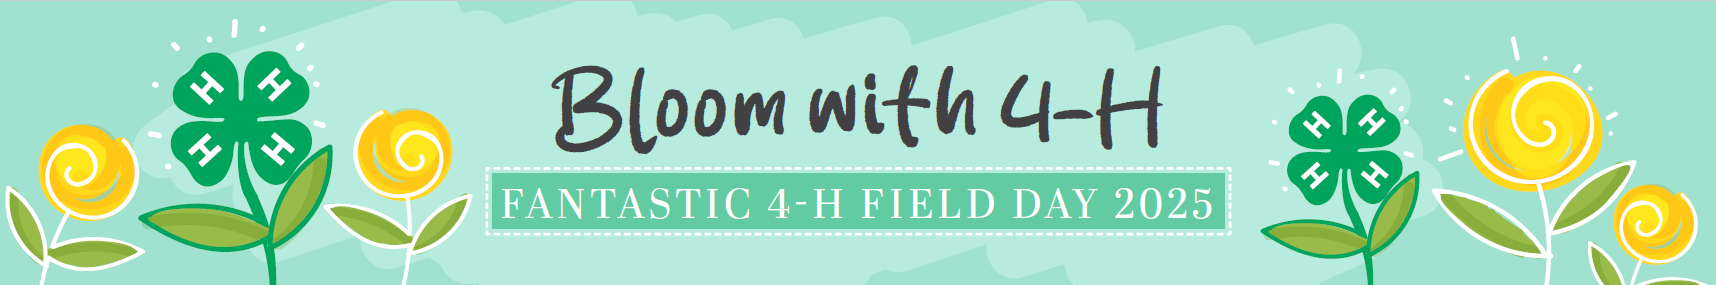 Bloom with 4-H
FANTASTIC 4-H FIELD DAY 2025
H H
H H
H H
H H